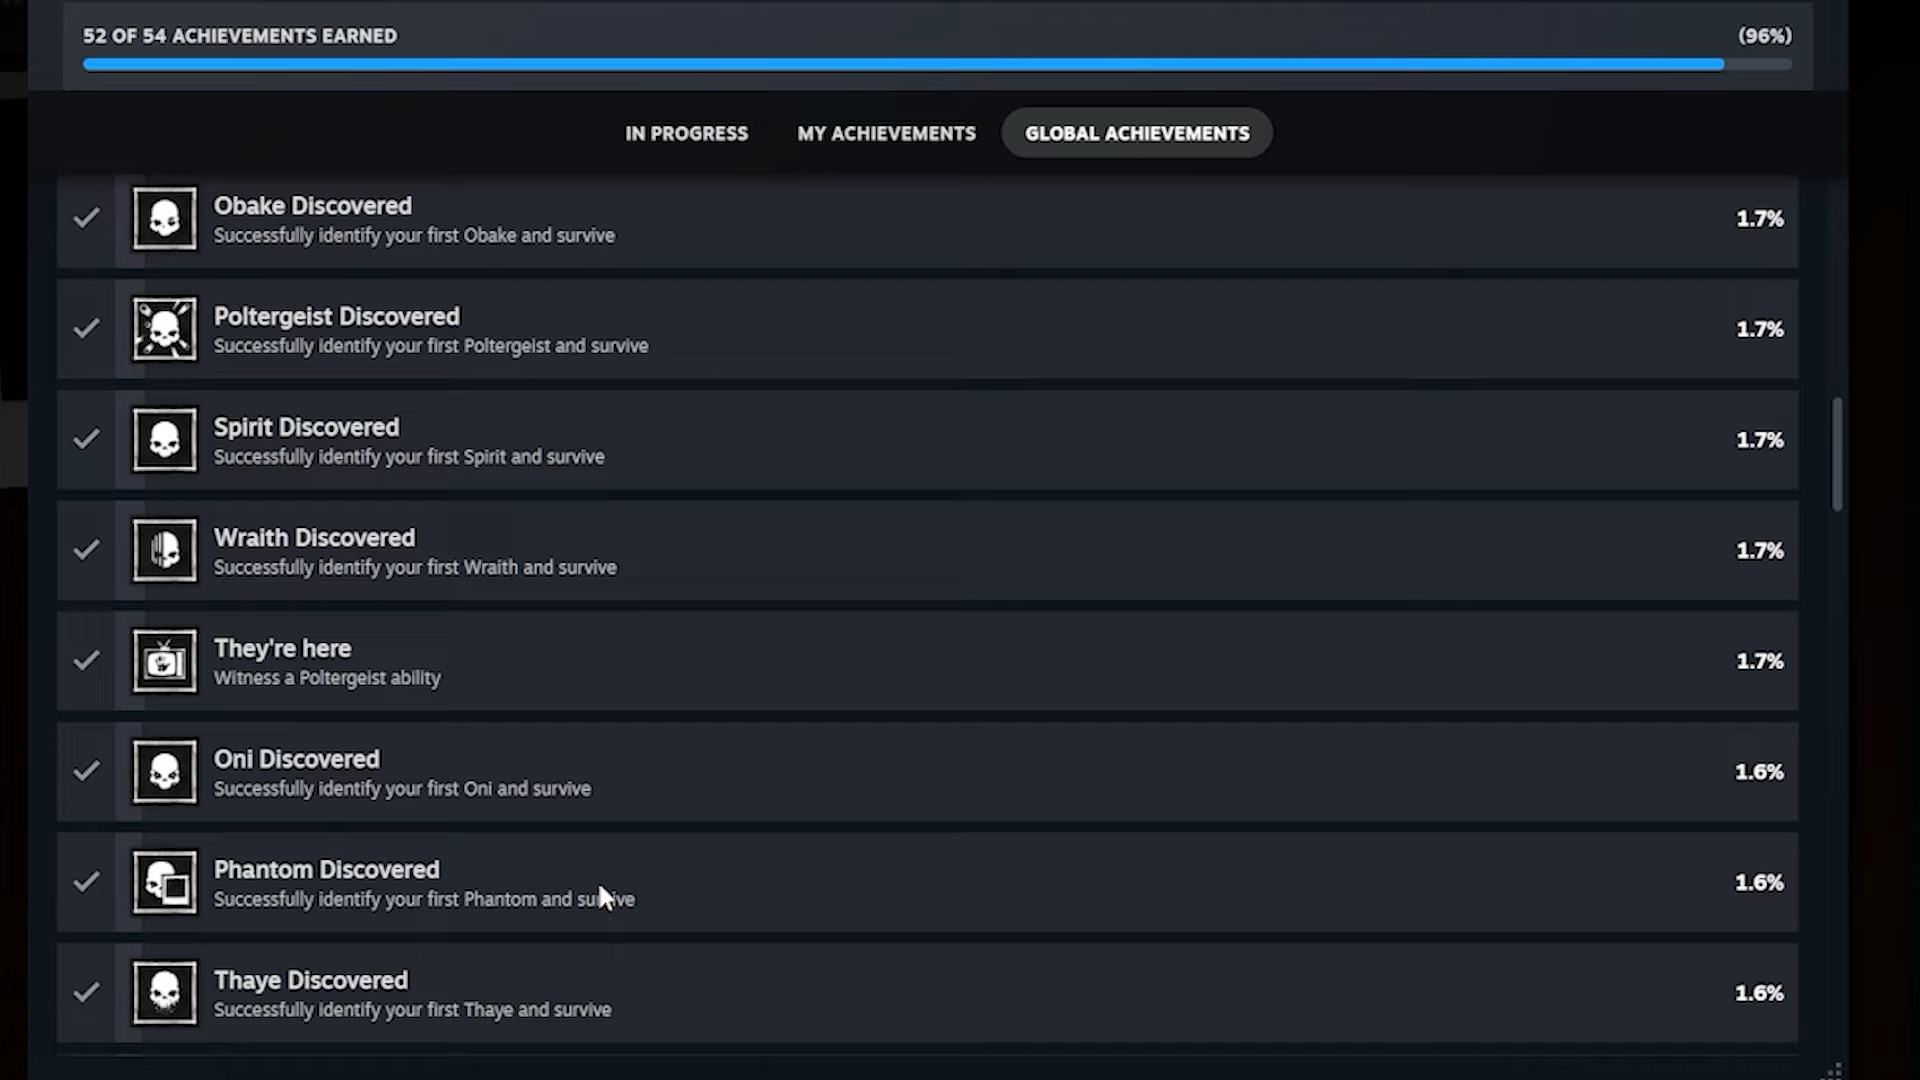 52 OF 54 ACHIEVEMENTS EARNED (96%)
IN PROGRESS MY ACHIEVEMENTS GLOBAL ACHIEVEMENTS
Obake Discovered
Successfully identify your first Obake and survive
1.7%
Poltergeist Discovered
Successfully identify your first Poltergeist and survive
1.7%
Spirit Discovered
Successfully identify your first Spirit and survive
1.7%
Wraith Discovered
Successfully identify your first Wraith and survive
1.7%
They're here
Witness a Poltergeist ability
1.7%
Oni Discovered
Successfully identify your first Oni and survive
1.6%
Phantom Discovered
Successfully identify your first Phantom and survive
1.6%
Thaye Discovered
Successfully identify your first Thaye and survive
1.6%